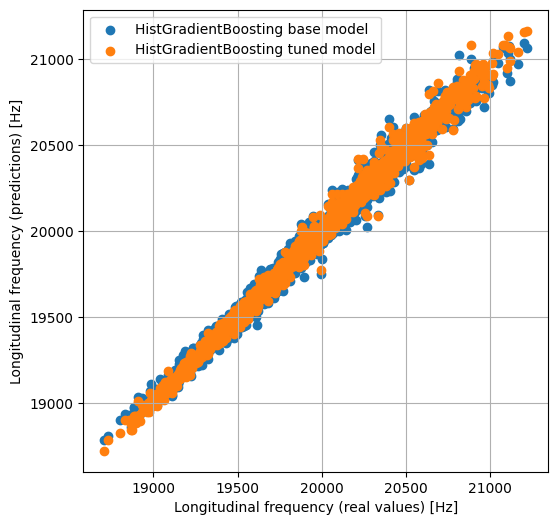 HistGradientBoosting base model
HistGradientBoosting tuned model
21000
20500
20000
19500
19000
Longitudinal frequency (predictions) [Hz]
19000 19500 20000 20500 21000
Longitudinal frequency (real values) [Hz]